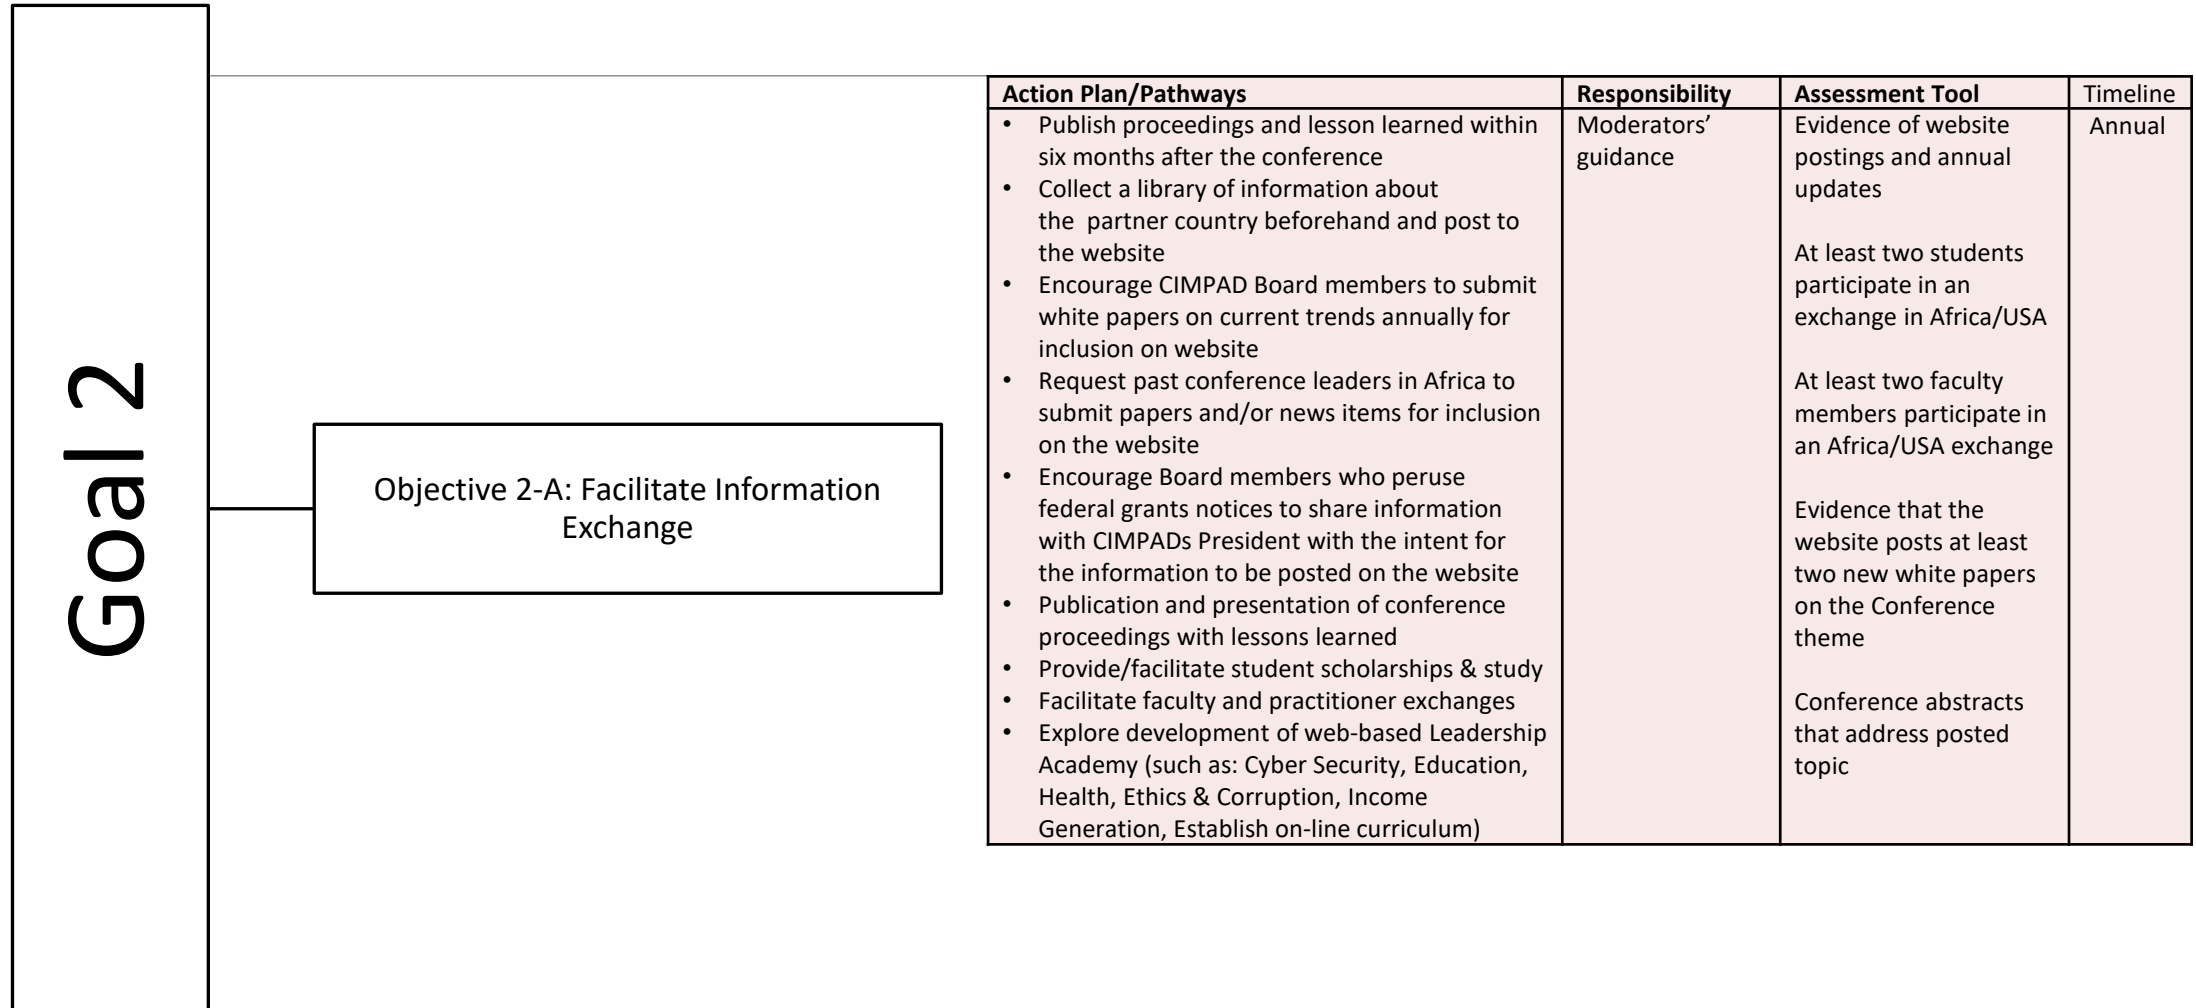 Goal 2
Objective 2-A: Facilitate Information
Exchange
Action Plan/Pathways
• Publish proceedings and lesson learned within
six months after the conference
• Collect a library of information about
the  partner country beforehand and post to
the website
• Encourage CIMPAD Board members to submit
white papers on current trends annually for
inclusion on website
• Request past conference leaders in Africa to
submit papers and/or news items for inclusion
on the website
• Encourage Board members who peruse
federal grants notices to share information
with CIMPADs President with the intent for
the information to be posted on the website
• Publication and presentation of conference
proceedings with lessons learned
• Provide/facilitate student scholarships & study
• Facilitate faculty and practitioner exchanges
• Explore development of web-based Leadership
Academy (such as: Cyber Security, Education,
Health, Ethics & Corruption, Income
Generation, Establish on-line curriculum)
Responsibility
Moderators’
guidance
Assessment Tool
Evidence of website
postings and annual
updates
At least two students
participate in an
exchange in Africa/USA
At least two faculty
members participate in
an Africa/USA exchange
Evidence that the
website posts at least
two new white papers
on the Conference
theme
Conference abstracts
that address posted
topic
Timeline
Annual